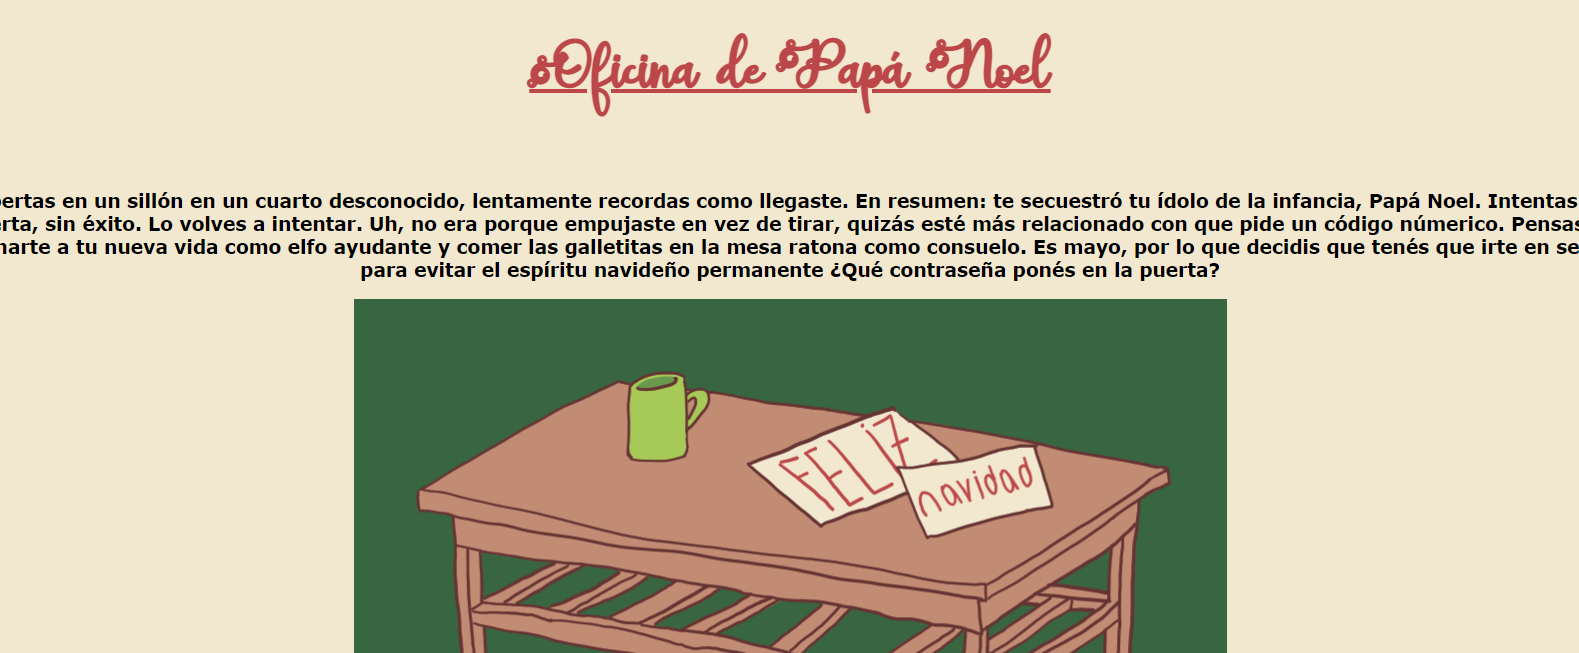 Oficina de Papá Noel
ertas en un sillón en un cuarto desconocido, lentamente recordas como llegaste. En resumen: te secuestró tu ídolo de la infancia, Papá Noel. Intentas
rta, sin éxito. Lo volves a intentar. Uh, no era porque empujaste en vez de tirar, quizás esté más relacionado con que pide un código númerico. Pensas
narte a tu nueva vida como elfo ayudante y comer las galletitas en la mesa ratona como consuelo. Es mayo, por lo que decidis que tenés que irte en se
para evitar el espíritu navideño permanente ¿Qué contraseña ponés en la puerta?
FELIZ
navidad